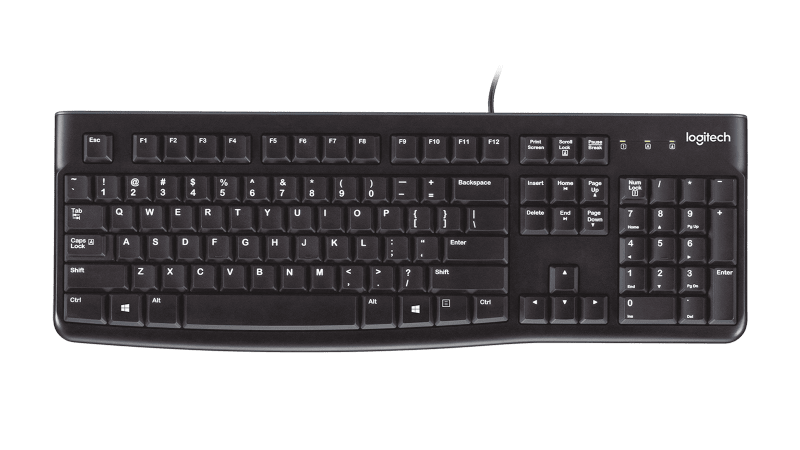 logitech
Esc F1 F2 F3 F4 F5 F6 F7 F8 F9 F10 F11 F12 Print Screen Scroll Lock Pause Break
~ ! @ # $ % ^ & * ( ) — + Backspace Insert Home Page Up Num Lock / * –
` 1 2 3 4 5 6 7 8 9 0 - =
Tab Q W E R T Y U I O P { [ } ] | \ Delete End Page Down 7 Home 8 9 Pg Up +
Caps Lock A S D F G H J K L : ; " ' Enter 4 5 6
Shift Z X C V B N M < , > . ? / Shift 1 End 2 3 Pg Dn Enter
Ctrl Alt Alt Ctrl 0 Ins . Del